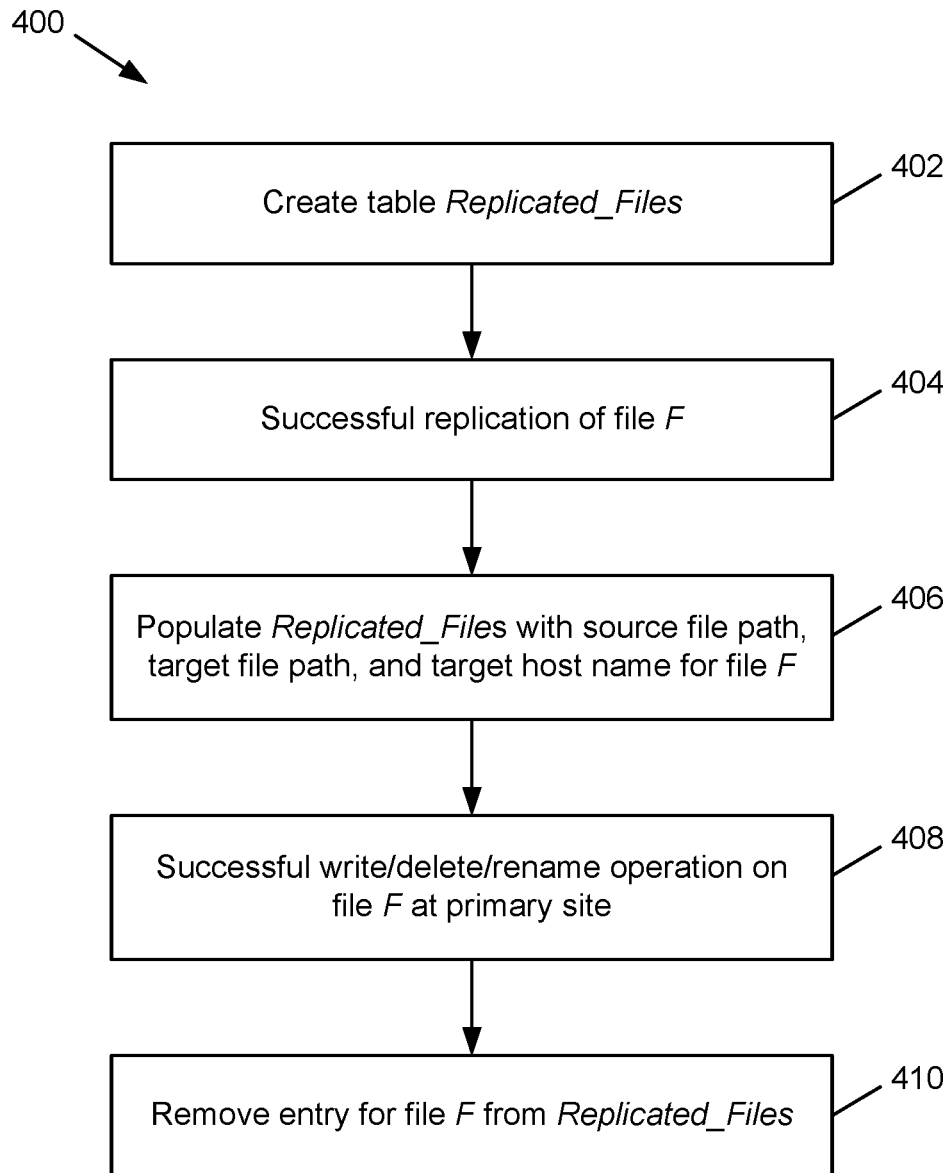 400
Create table Replicated_Files
402
Successful replication of file F
404
Populate Replicated_Files with source file path,
target file path, and target host name for file F
406
Successful write/delete/rename operation on
file F at primary site
408
Remove entry for file F from Replicated_Files
410